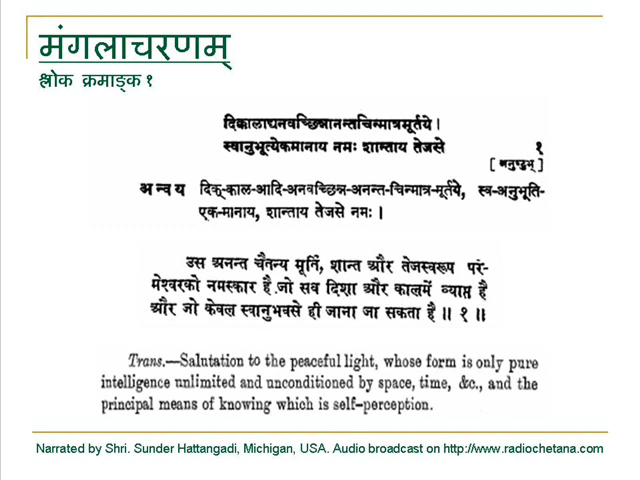 मंगलाचरणम्
श्लोक क्रमाङ्क १
दिक्कालाद्यनवच्छिन्नानन्तचिन्मात्रमूर्तये।
स्वानुभूत्येकमानाय नमः शान्ताय तेजसे १
[ अनुष्टुभ् ]
अन्वय दिक्-काल-आदि-अनवच्छिन्न-अनन्त-चिन्मात्र-मूर्तये, स्व-अनुभूति-
एक-मानाय, शान्ताय तेजसे नमः।
उस अनन्त चैतन्य मूर्ति, शान्त और तेजस्वरूप पर-
मेश्वरको नमस्कार है जो सब दिशा और कालमें व्याप्त है
और जो केवल स्वानुभवसे ही जाना जा सकता है॥ १ ॥
Trans.—Salutation to the peaceful light, whose form is only pure
intelligence unlimited and unconditioned by space, time, &c., and the
principal means of knowing which is self-perception.
Narrated by Shri. Sunder Hattangadi, Michigan, USA. Audio broadcast on http://www.radiochetana.com